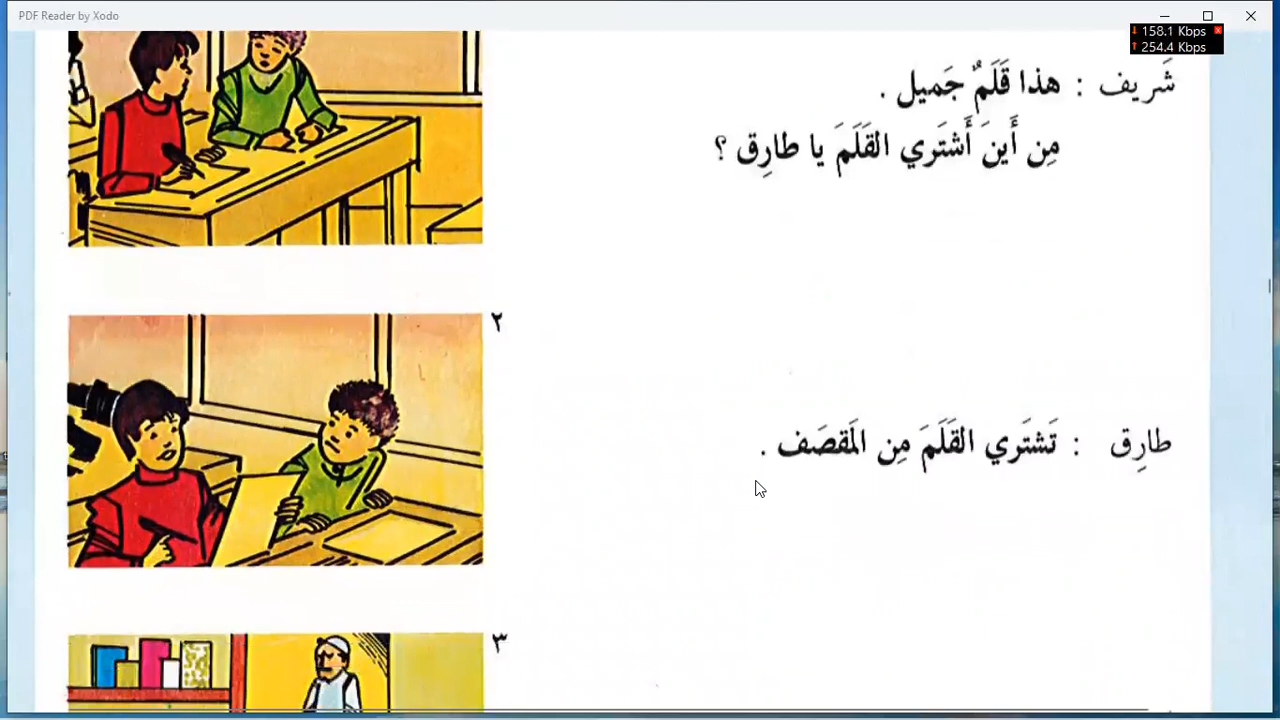 PDF Reader by Xodo
158.1 Kbps
254.4 Kbps
شَريف : هذا قَلَمٌ جَميل .
مِن أَينَ أَشتَري القَلَمَ يا طارِق ؟
٢
طارِق : تَشتَري القَلَمَ مِن المَقصَف .
٣